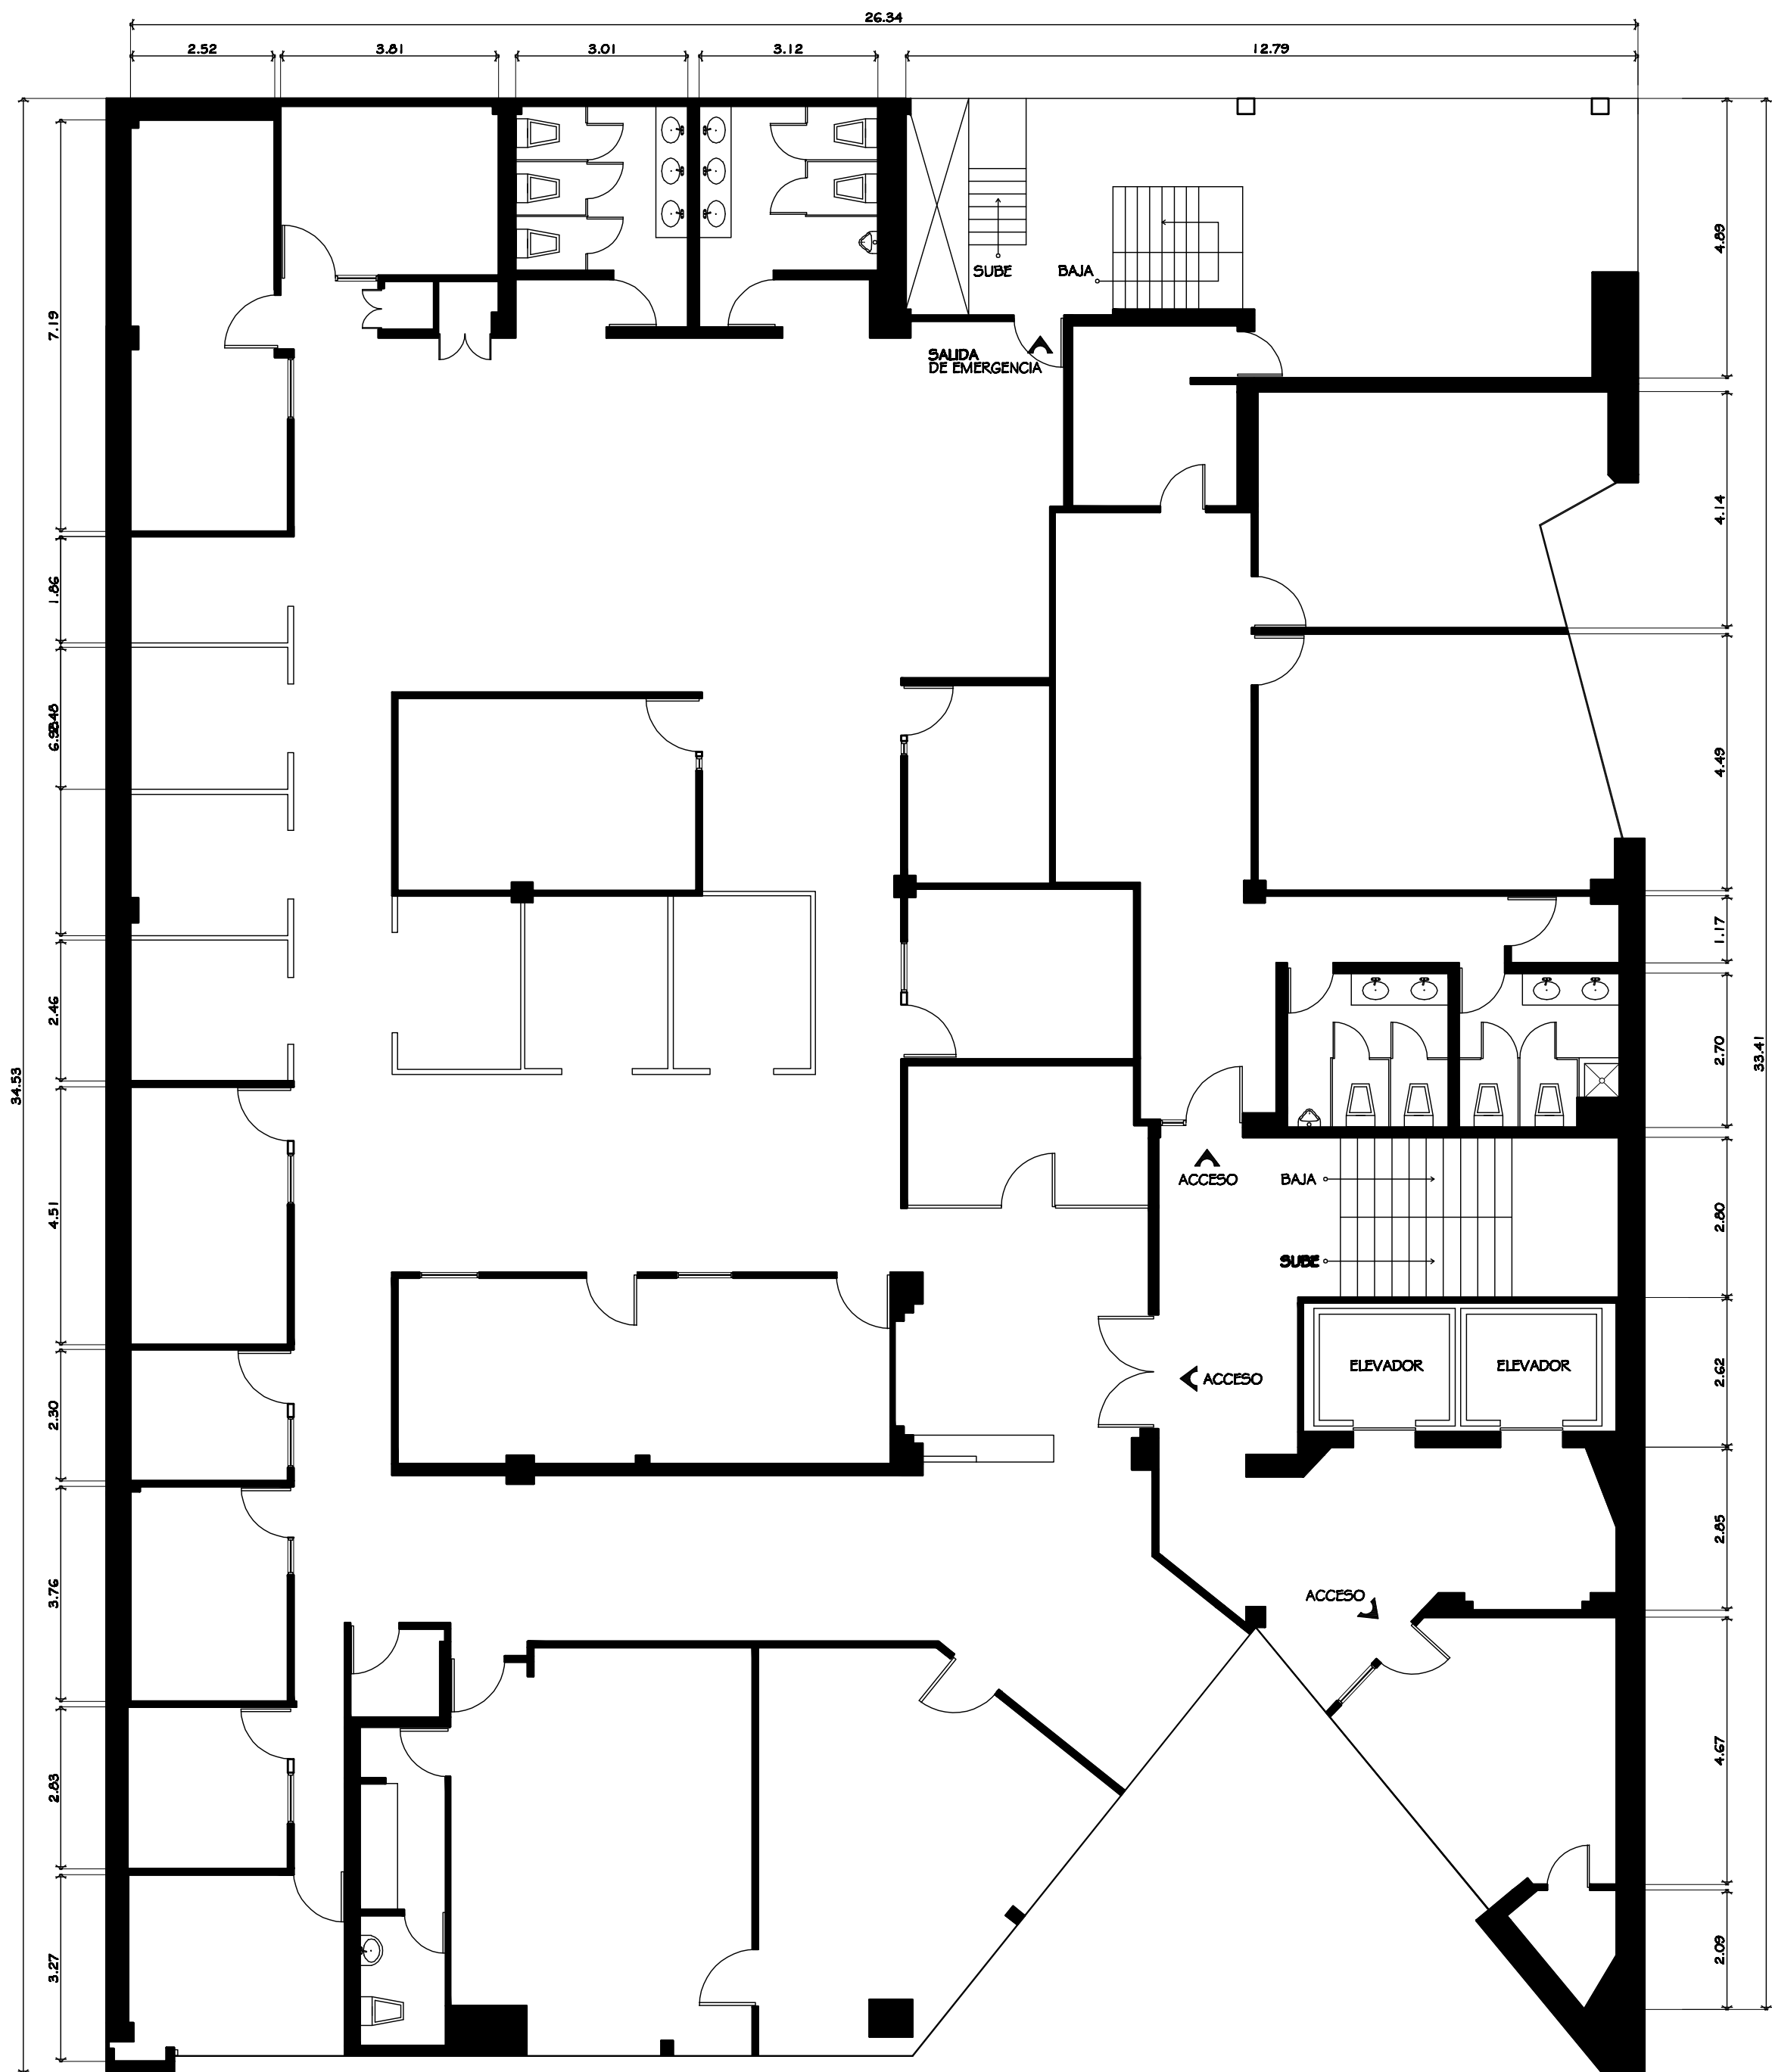 26.34
2.52
3.81
3.01
3.12
12.79
SUBE
BAJA
SALIDA
DE EMERGENCIA
4.89
7.19
4.14
1.86
4.49
1.17
2.46
2.70
34.53
33.41
ACCESO
BAJA
SUBE
4.51
2.80
ELEVADOR
ELEVADOR
ACCESO
2.62
2.30
2.85
ACCESO
3.76
4.67
2.83
3.27
2.09